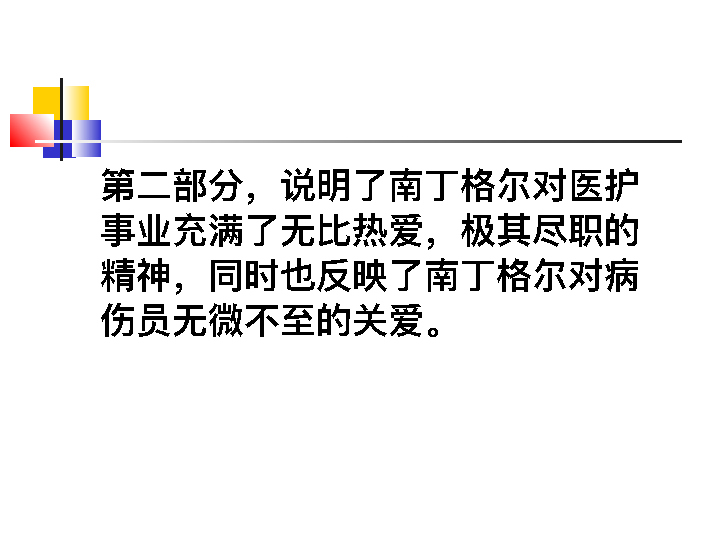 第二部分，说明了南丁格尔对医护
事业充满了无比热爱，极其尽职的
精神，同时也反映了南丁格尔对病
伤员无微不至的关爱。